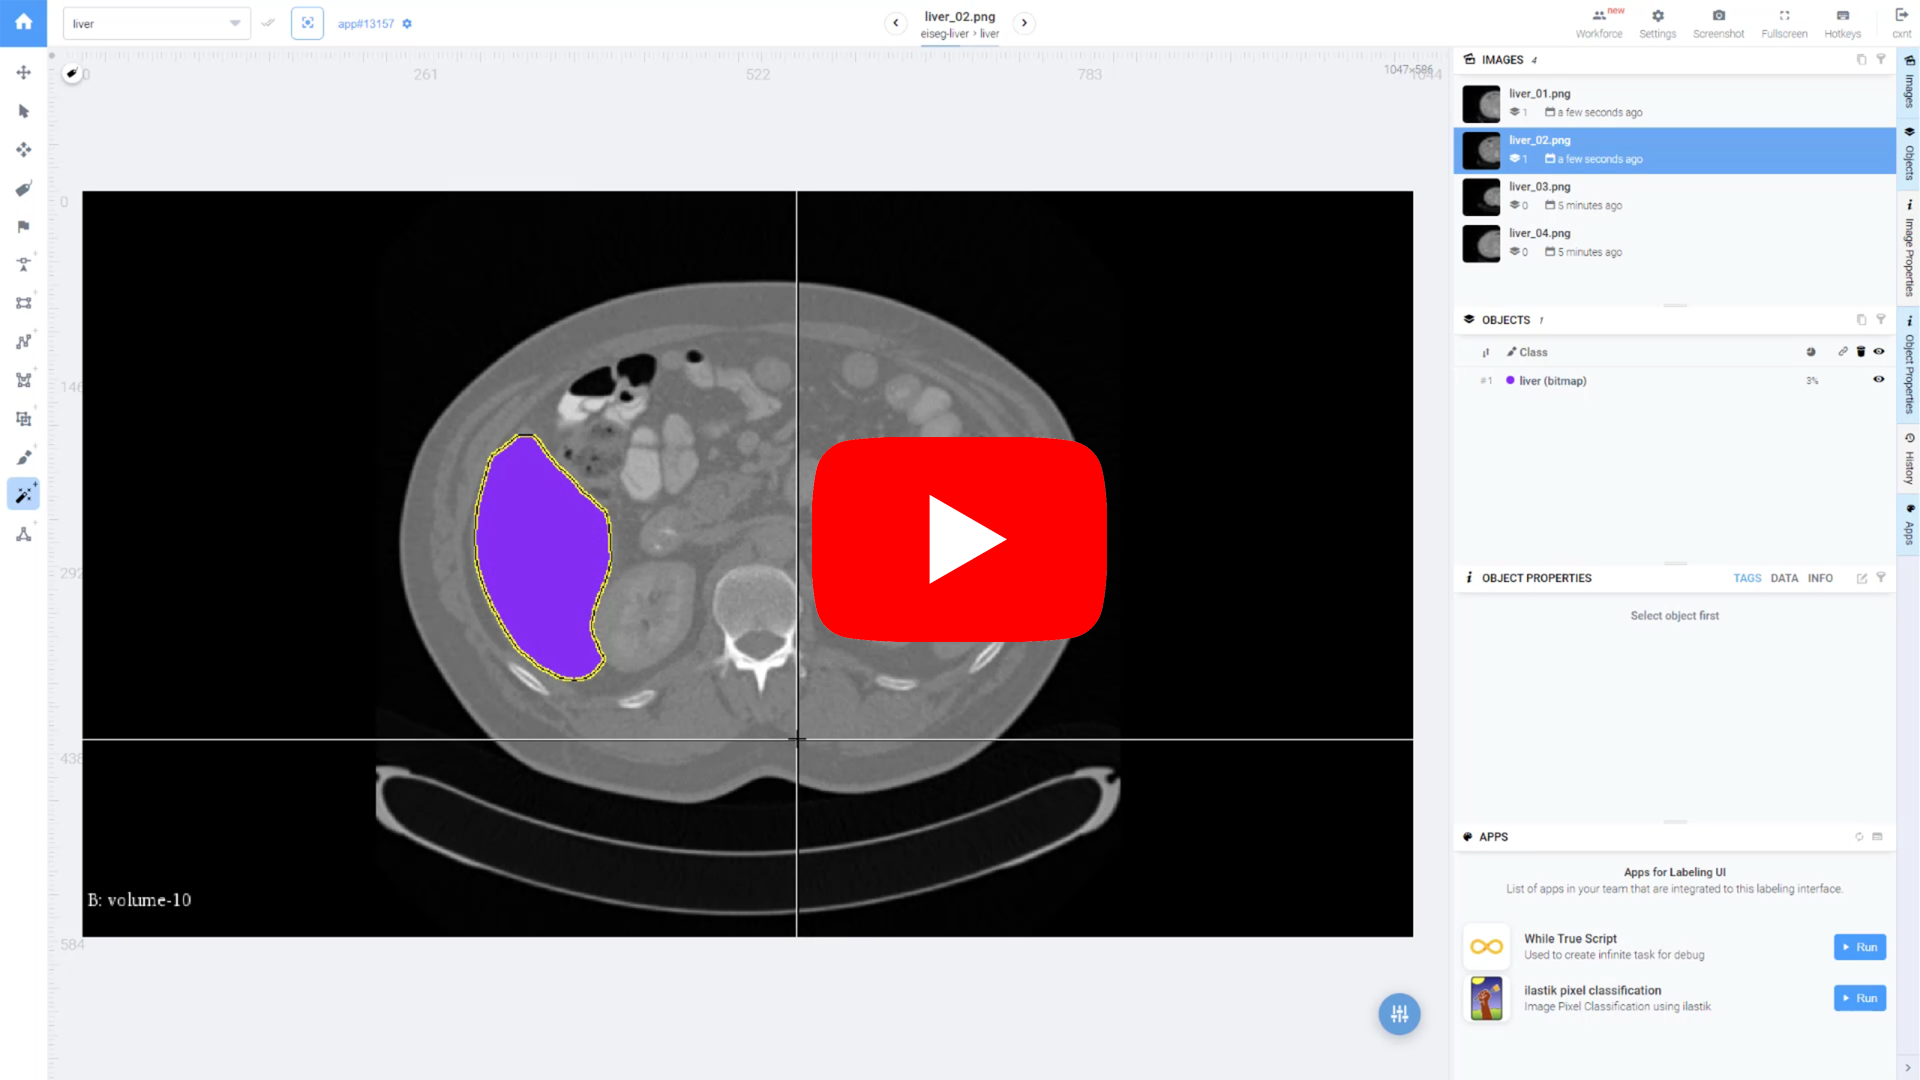 liver
app#13157
liver_02.png
eiseg-liver › liver
Workforce
new
Settings
Screenshot
Fullscreen
Hotkeys
cxnt
0
261
522
783
1044
1047×586
0
146
292
438
584
B: volume-10
IMAGES 4
liver_01.png
1 a few seconds ago
liver_02.png
1 a few seconds ago
liver_03.png
0 5 minutes ago
liver_04.png
0 5 minutes ago
OBJECTS 1
Class
#1 liver (bitmap) 3%
OBJECT PROPERTIES TAGS DATA INFO
Select object first
APPS
Apps for Labeling UI
List of apps in your team that are integrated to this labeling interface.
While True Script
Used to create infinite task for debug
Run
ilastik pixel classification
Image Pixel Classification using ilastik
Run
Images
Objects
Image Properties
Object Properties
History
Apps